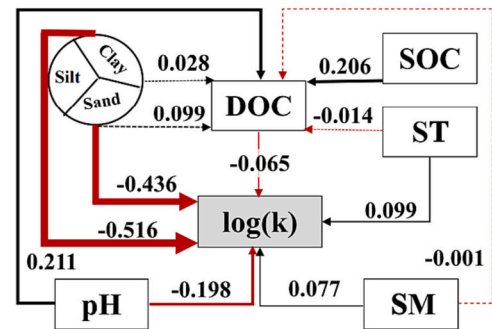 Clay
Silt
Sand
0.028
0.099
DOC
0.206
SOC
-0.014
ST
-0.065
-0.436
-0.516
log(k)
0.099
0.211
pH
-0.198
0.077
SM
-0.001